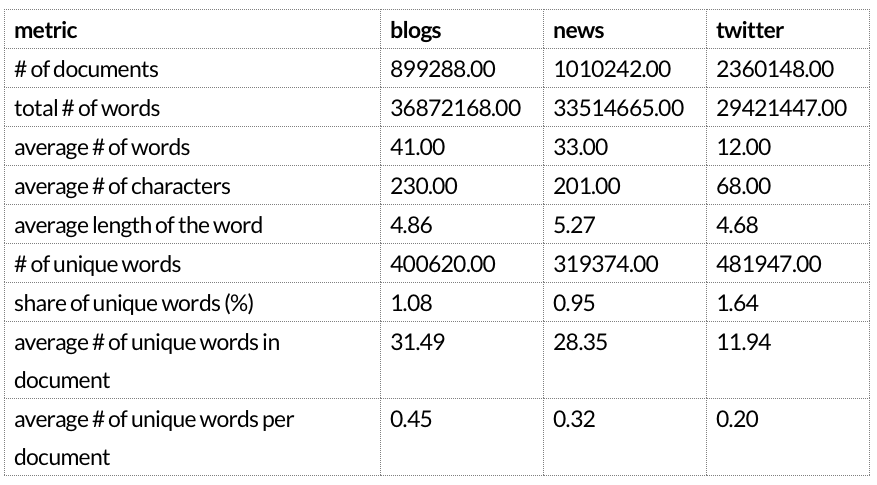 metric blogs news twitter
# of documents 899288.00 1010242.00 2360148.00
total # of words 36872168.00 33514665.00 29421447.00
average # of words 41.00 33.00 12.00
average # of characters 230.00 201.00 68.00
average length of the word 4.86 5.27 4.68
# of unique words 400620.00 319374.00 481947.00
share of unique words (%) 1.08 0.95 1.64
average # of unique words in 31.49 28.35 11.94
document
average # of unique words per 0.45 0.32 0.20
document